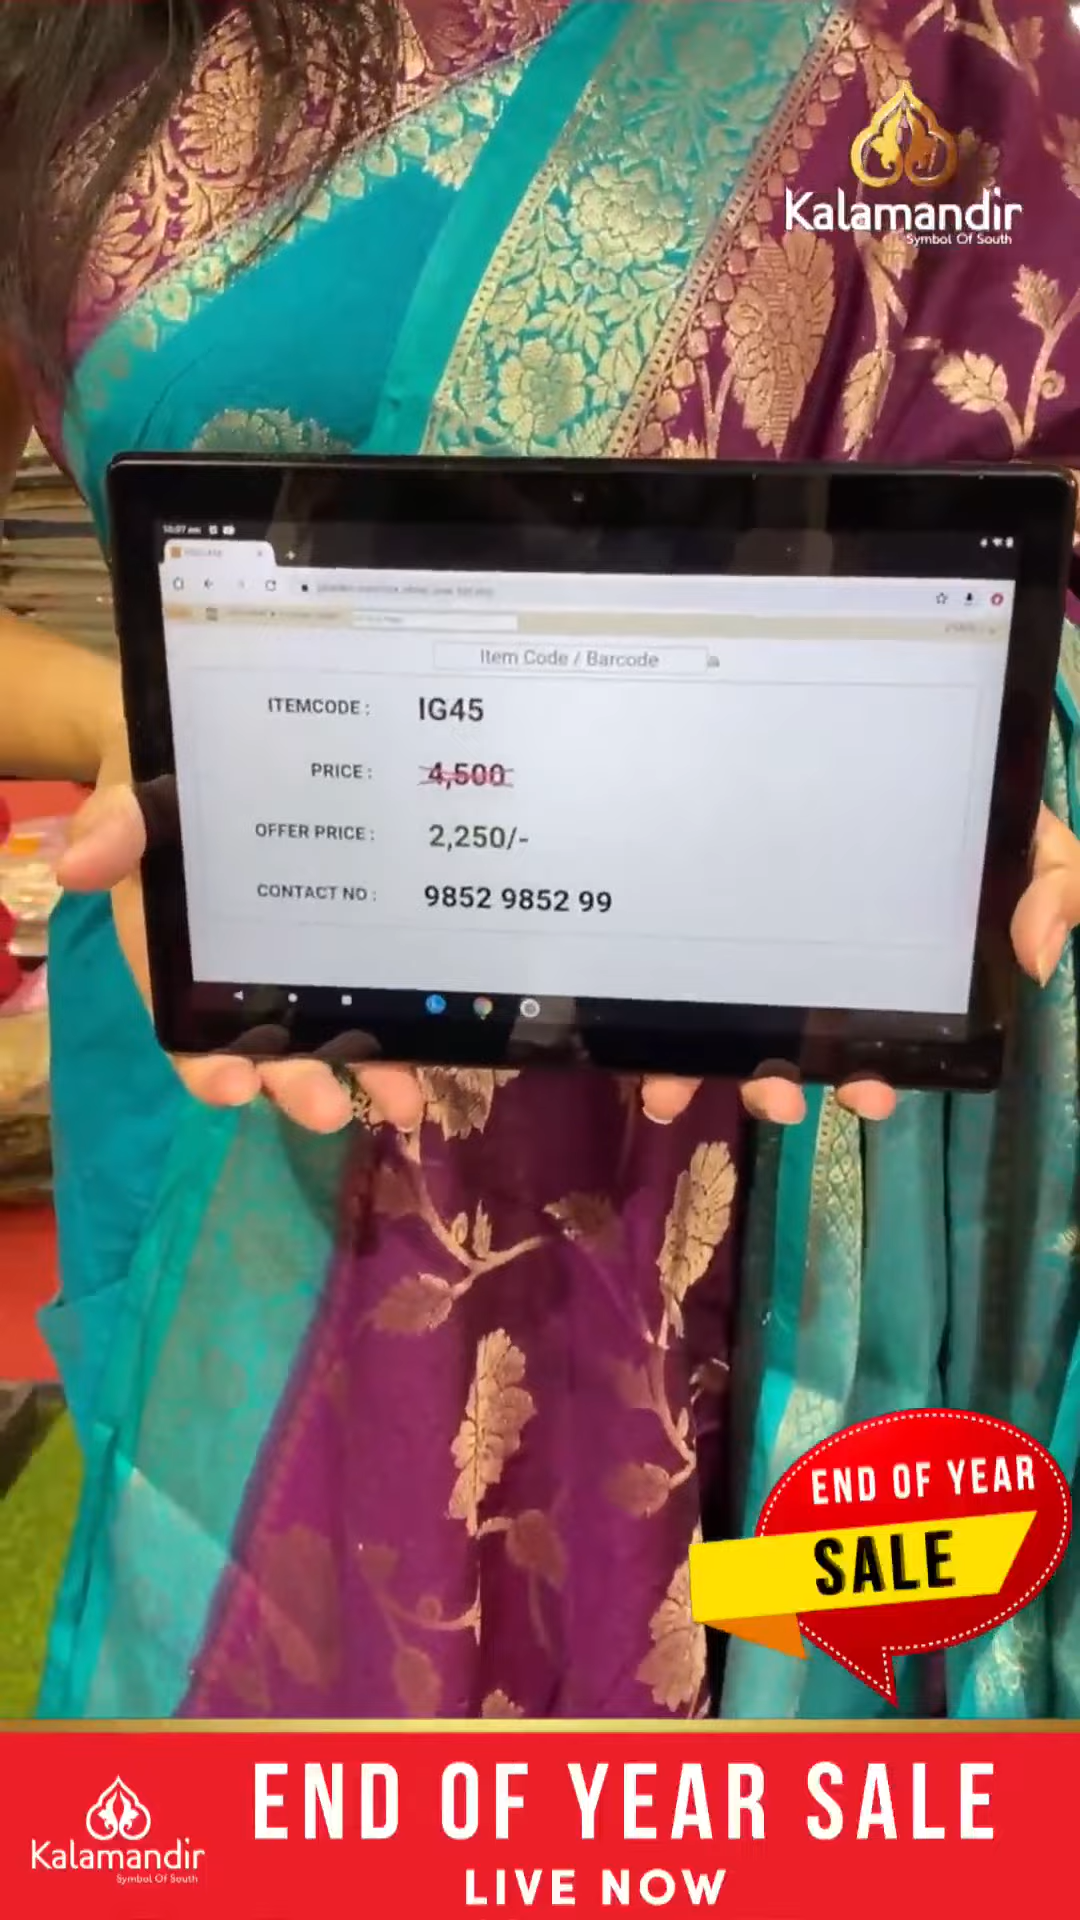 Kalamandir
Symbol Of South
Item Code / Barcode
ITEMCODE : IG45
PRICE : 4,500
OFFER PRICE : 2,250/-
CONTACT NO : 9852 9852 99
END OF YEAR
SALE
END OF YEAR SALE
Kalamandir
Symbol Of South
LIVE NOW